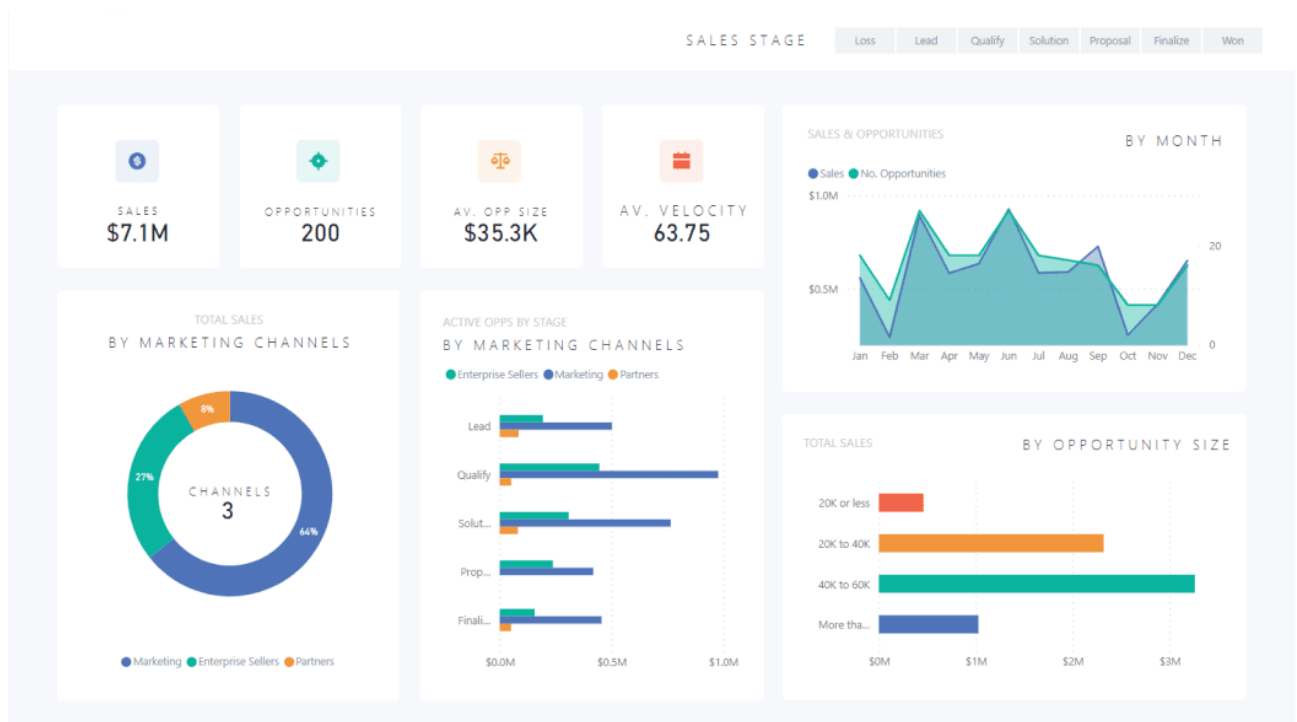 SALES STAGE
Loss
Lead
Qualify
Solution
Proposal
Finalize
Won
SALES
$7.1M
OPPORTUNITIES
200
AV. OPP SIZE
$35.3K
AV. VELOCITY
63.75
SALES & OPPORTUNITIES
BY MONTH
Sales
No. Opportunities
$1.0M
$0.5M
20
0
Jan Feb Mar Apr May Jun Jul Aug Sep Oct Nov Dec
TOTAL SALES
BY MARKETING CHANNELS
8%
27%
64%
CHANNELS
3
Marketing
Enterprise Sellers
Partners
ACTIVE OPPS BY STAGE
BY MARKETING CHANNELS
Enterprise Sellers
Marketing
Partners
Lead
Qualify
Solut...
Prop...
Finali...
$0.0M
$0.5M
$1.0M
TOTAL SALES
BY OPPORTUNITY SIZE
20K or less
20K to 40K
40K to 60K
More tha...
$0M
$1M
$2M
$3M